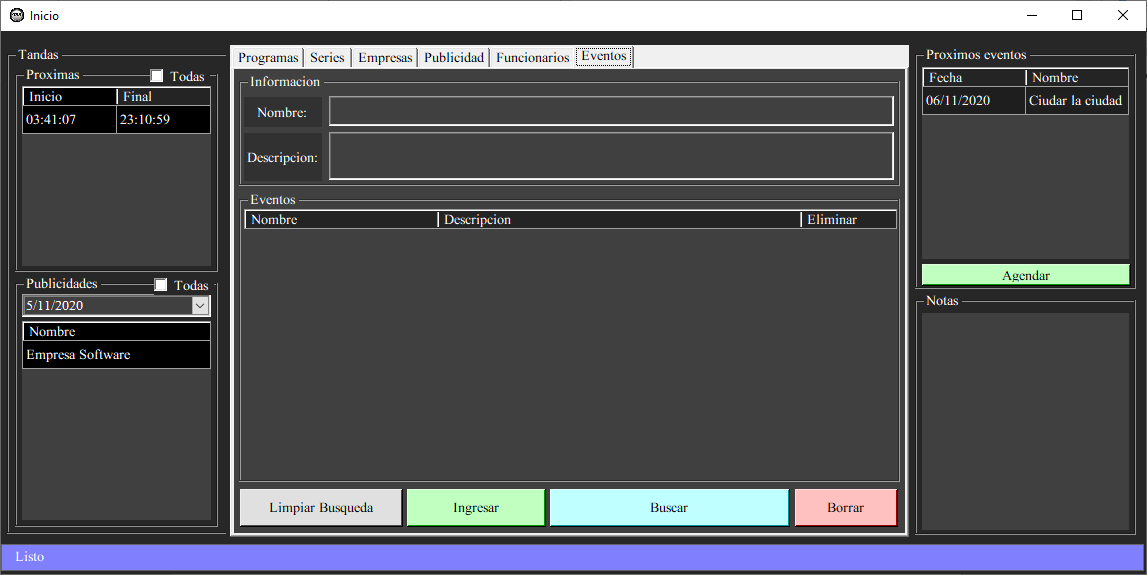 Inicio
Tandas
Proximas
Todas
Inicio Final
03:41:07 23:10:59
Publicidades
Todas
5/11/2020
Nombre
Empresa Software
Programas Series Empresas Publicidad Funcionarios Eventos
Informacion
Nombre:
Descripcion:
Eventos
Nombre Descripcion Eliminar
Limpiar Busqueda Ingresar Buscar Borrar
Proximos eventos
Fecha Nombre
06/11/2020 Ciudar la ciudad
Agendar
Notas
Listo